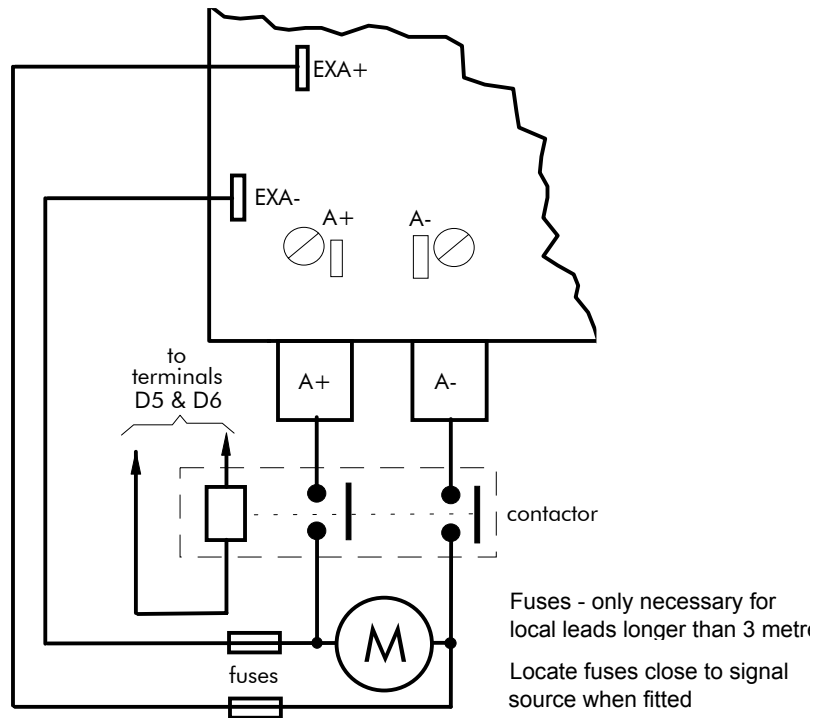 EXA+
EXA-
A+
A-
to
terminals
D5 & D6
A+
A-
contactor
M
fuses
Fuses - only necessary for
local leads longer than 3 metr
Locate fuses close to signal
source when fitted